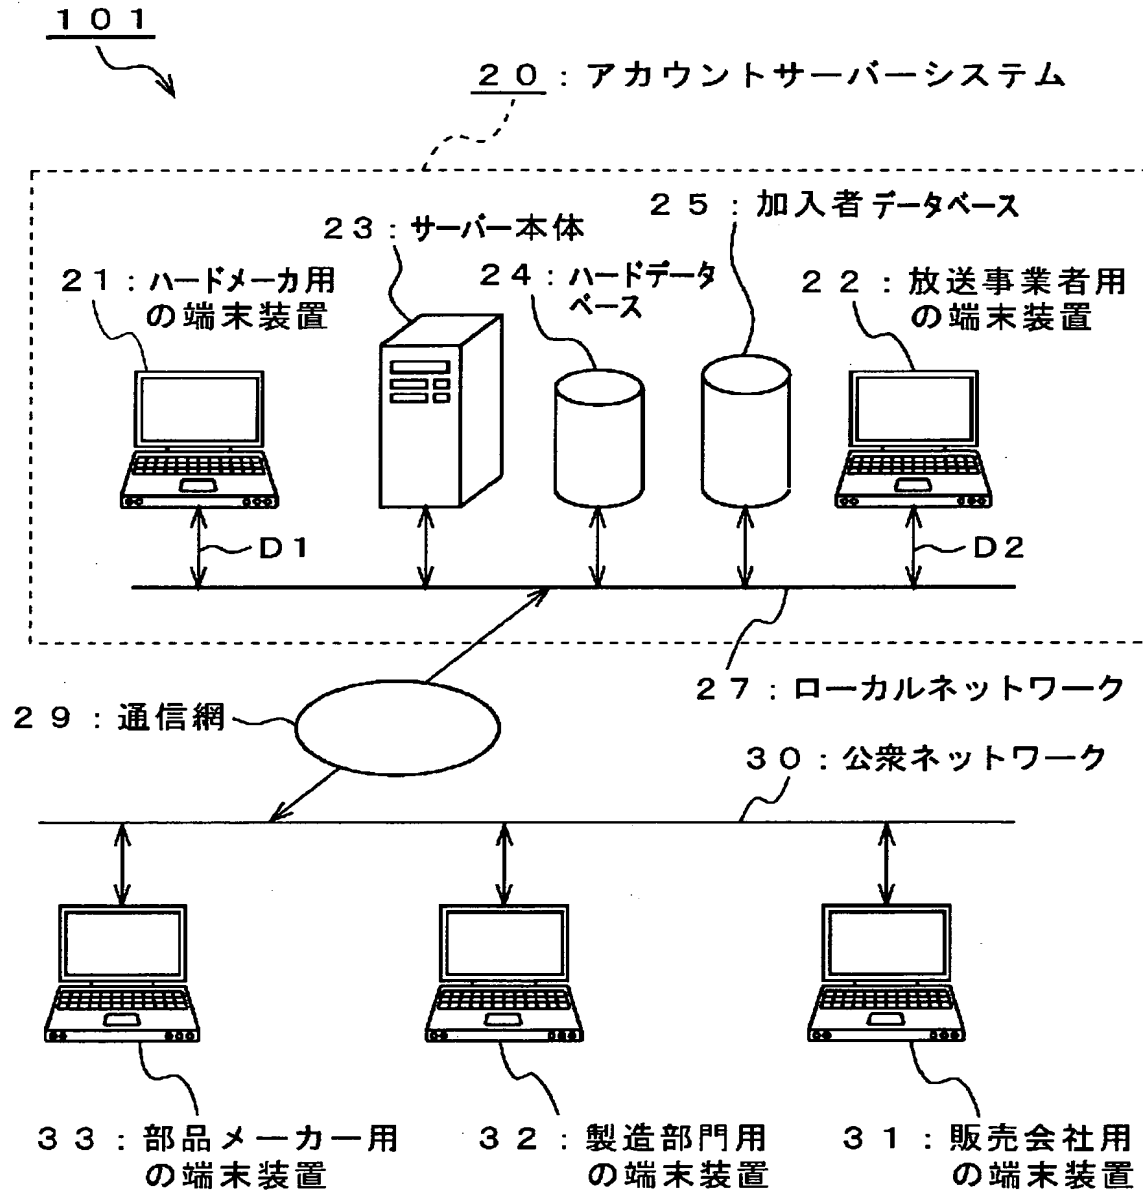 101
20：アカウントサーバーシステム
25：加入者データベース
23：サーバー本体
24：ハードデータ
ベース
21：ハードメーカ用
の端末装置
22：放送事業者用
の端末装置
D1
D2
27：ローカルネットワーク
29：通信網
30：公衆ネットワーク
33：部品メーカー用
の端末装置
32：製造部門用
の端末装置
31：販売会社用
の端末装置